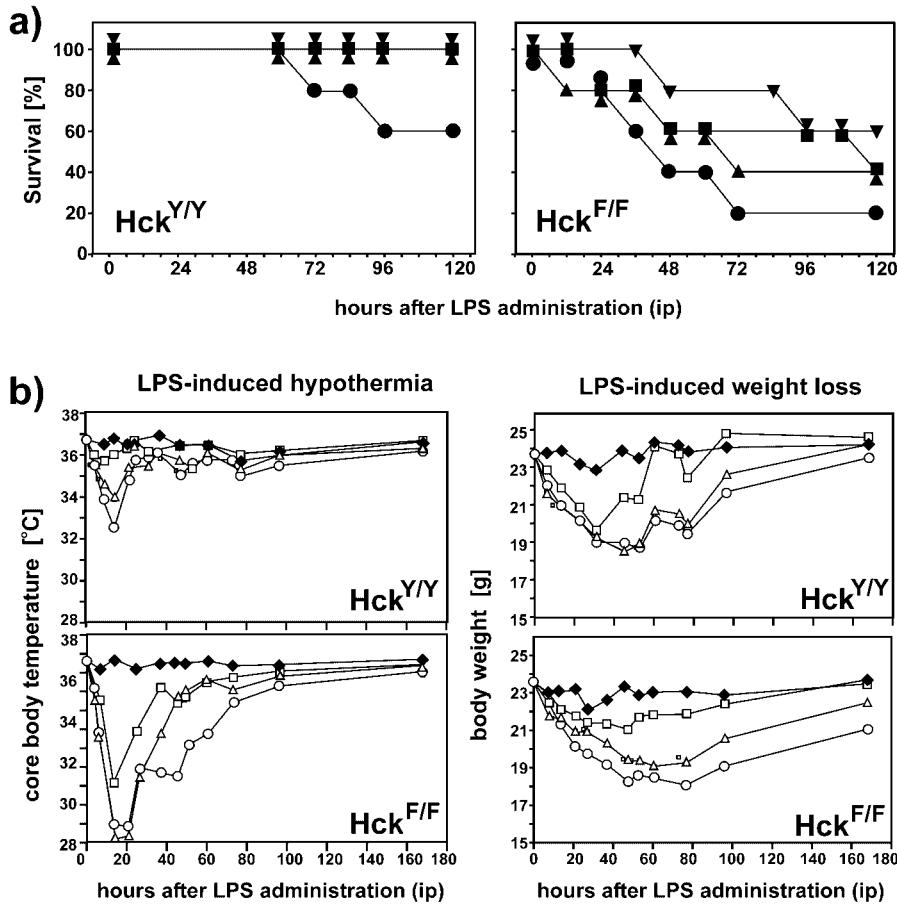 a)
Survival [%]
100
80
60
40
20
0
Hck Y/Y
0 24 48 72 96 120
Hck F/F
0 24 48 72 96 120
hours after LPS administration (ip)
b)
LPS-induced hypothermia
LPS-induced weight loss
core body temperature [°C]
38
36
34
32
30
28
Hck Y/Y
36
34
32
30
28
Hck F/F
0 20 40 60 80 100 120 140 160 180
hours after LPS administration (ip)
body weight [g]
25
23
21
19
17
15
Hck Y/Y
25
23
21
19
17
15
Hck F/F
0 20 40 60 80 100 120 140 160 180
hours after LPS administration (ip)